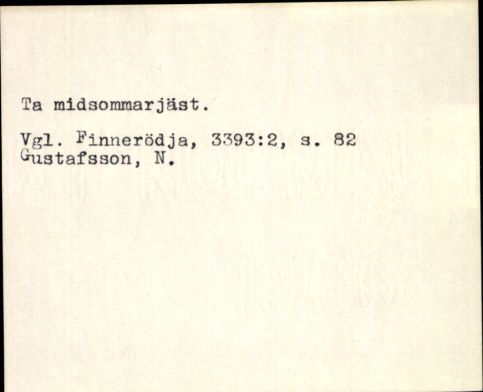 Ta midsommarjäst.
Vgl. Finnerödja, 3393:2, s. 82
Gustafsson, N.